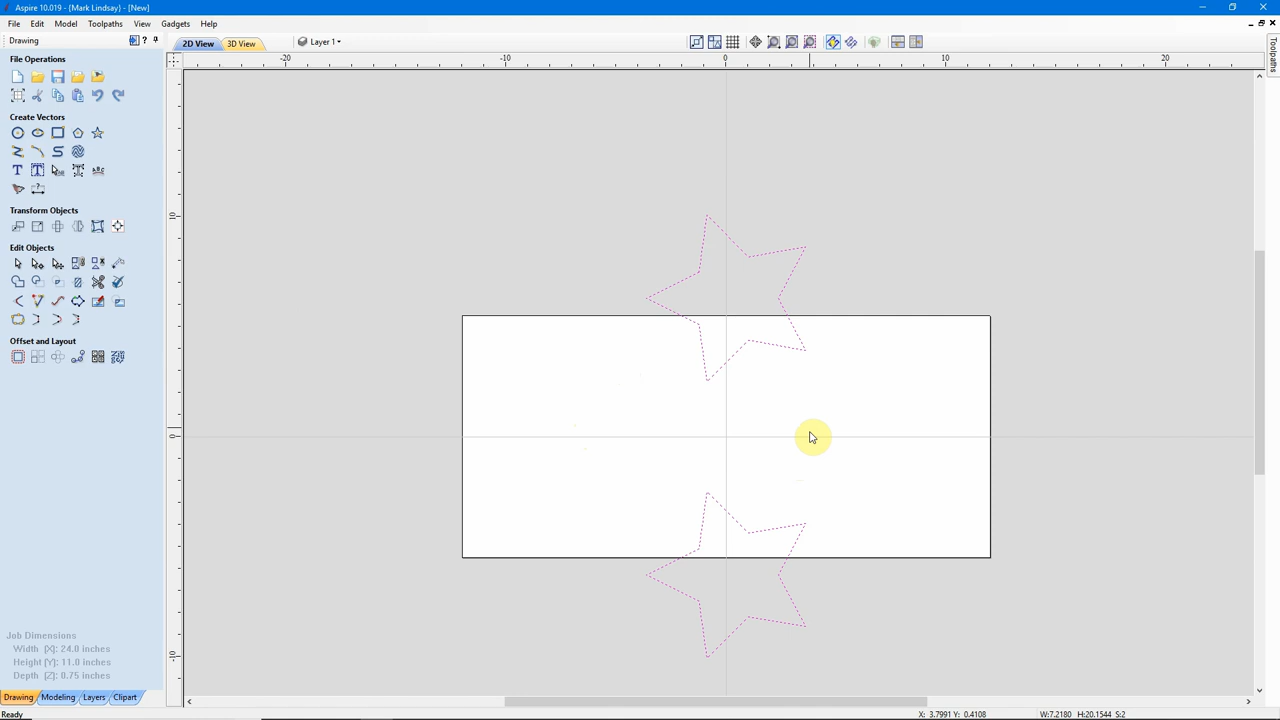 Aspire 10.019 - {Mark Lindsay} - [New]
File Edit Model Toolpaths View Gadgets Help
Drawing
2D View 3D View Layer 1
Toolpaths
File Operations
-20 -10 0 10 20
Create Vectors
Transform Objects
10
Edit Objects
Offset and Layout
0
Job Dimensions
Width [X]: 24.0 inches
Height [Y]: 11.0 inches
Depth [Z]: 0.75 inches
-10
Drawing Modeling Layers Clipart
Ready
X: 3.7991 Y: 0.4108
W:7.2180 H:20.1544 S:2